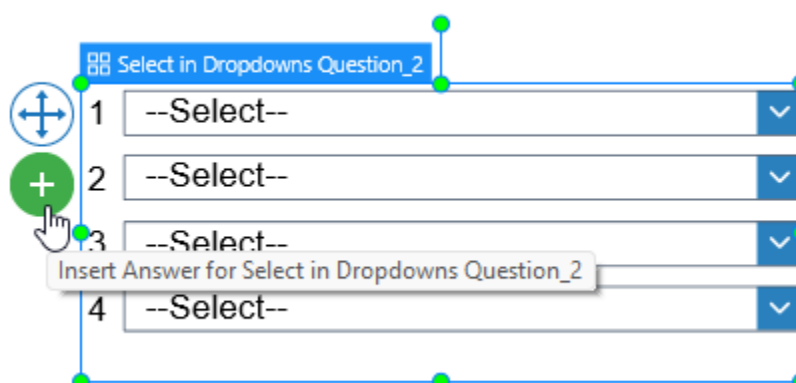 Select in Dropdowns Question_2
1 --Select--
2 --Select--
3 --Select--
Insert Answer for Select in Dropdowns Question_2
4 --Select--